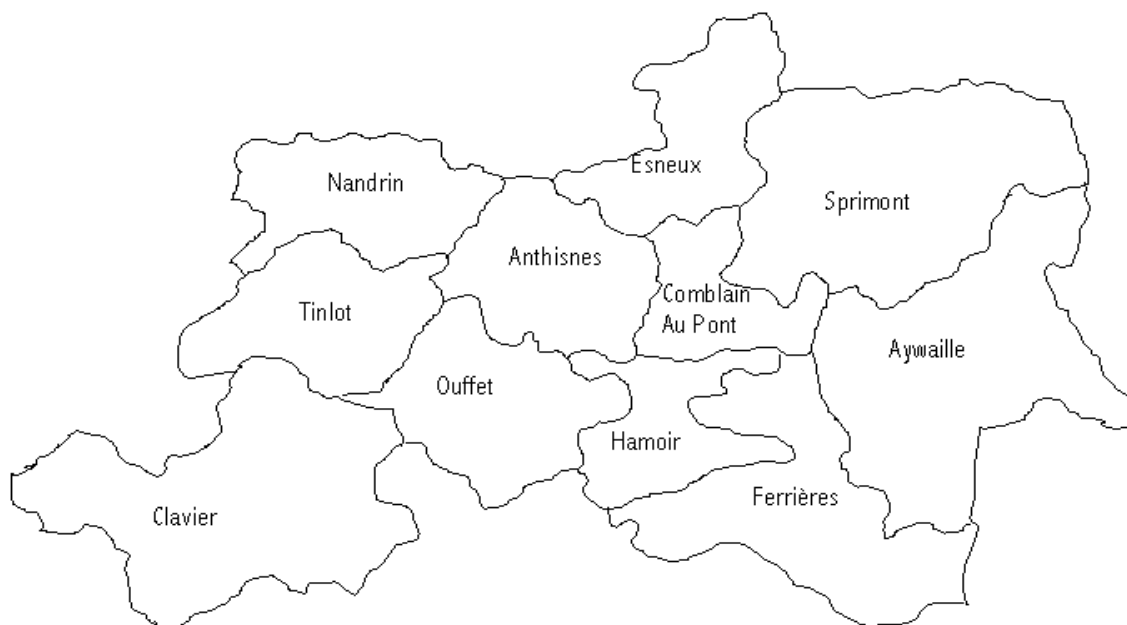 Esneux
Nandrin
Sprimont
Anthisnes
Comblain
Au Pont
Tinlot
Aywaille
Ouffet
Hamoir
Ferrières
Clavier